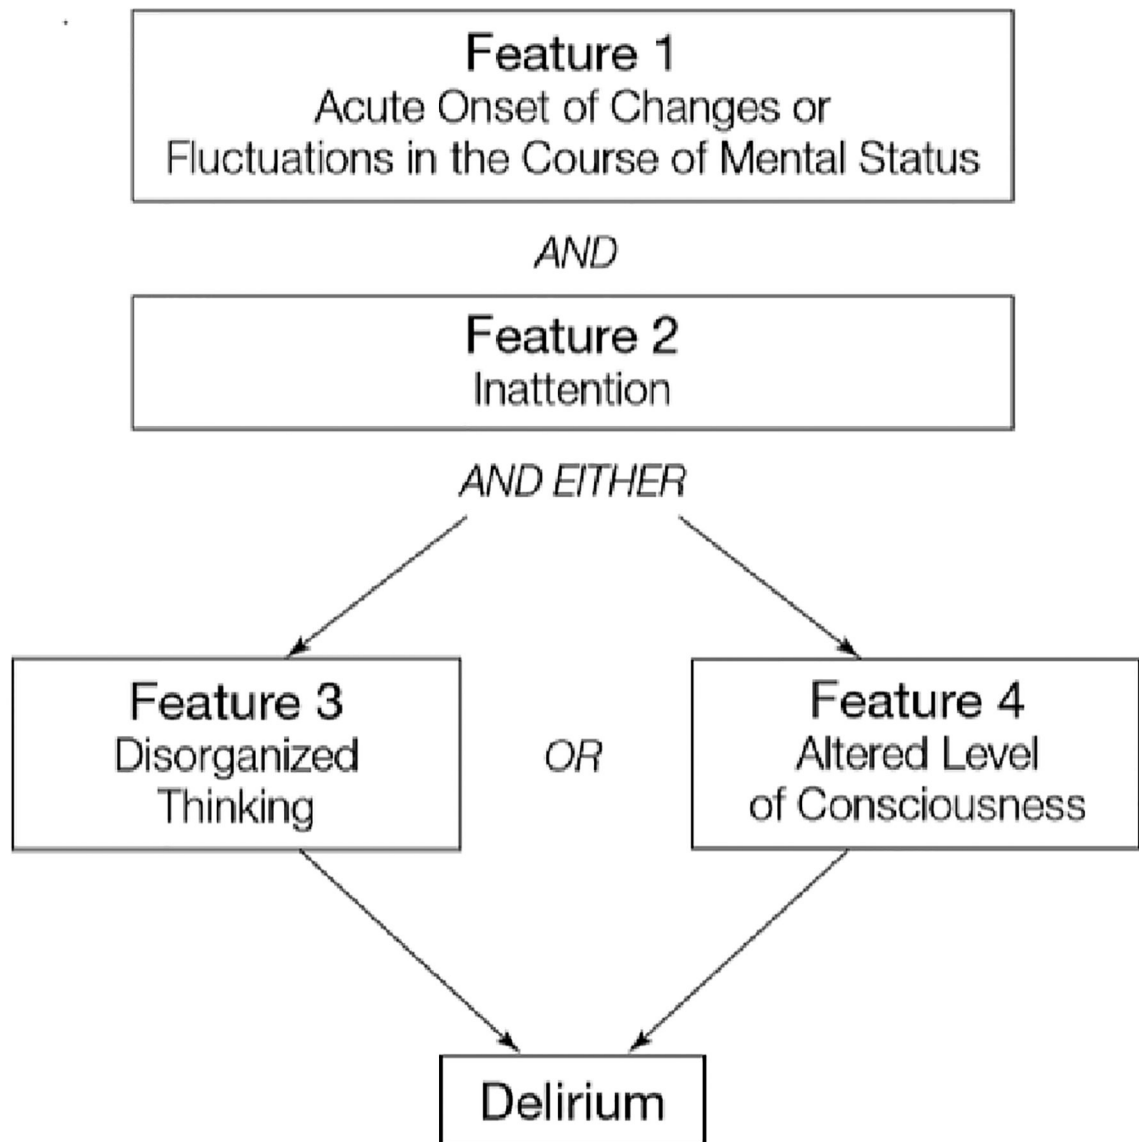 Feature 1
Acute Onset of Changes or
Fluctuations in the Course of Mental Status
AND
Feature 2
Inattention
AND EITHER
Feature 3
Disorganized
Thinking
OR
Feature 4
Altered Level
of Consciousness
Delirium